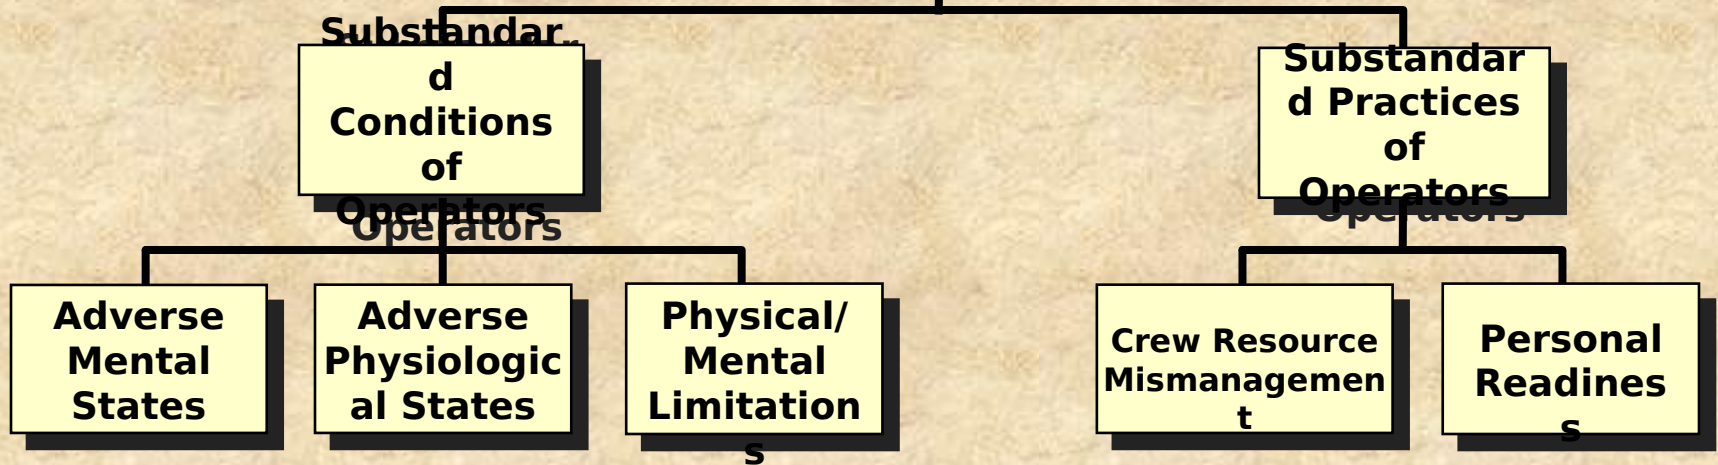 Substandar
d
Conditions
of
Operators
Substandar
d Practices
of
Operators
Adverse
Mental
States
Adverse
Physiologic
al States
Physical/
Mental
Limitation
s
Crew Resource
Mismanagemen
t
Personal
Readines
s